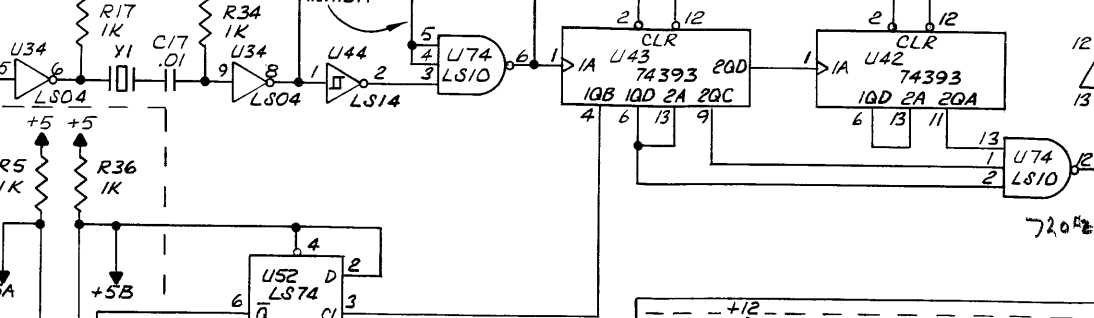 R17
1K
R34
1K
U34
5
6
LS04
X1
C17
.01
U34
9
8
LS04
U44
1
2
LS14
5
4
3
U74
LS10
6
2
12
CLR
1
1A
U43
74393
2QD
1QB 1QD 2A 2QC
4
6
13
9
2
12
CLR
1
1A
U42
74393
1QD 2A 2QA
6
13
11
13
1
2
U74
LS10
12
12
13
720Hz
+5 +5
R5
1K
R36
1K
+5B
4
U52
LS74
D
2
6
Q
3
+12